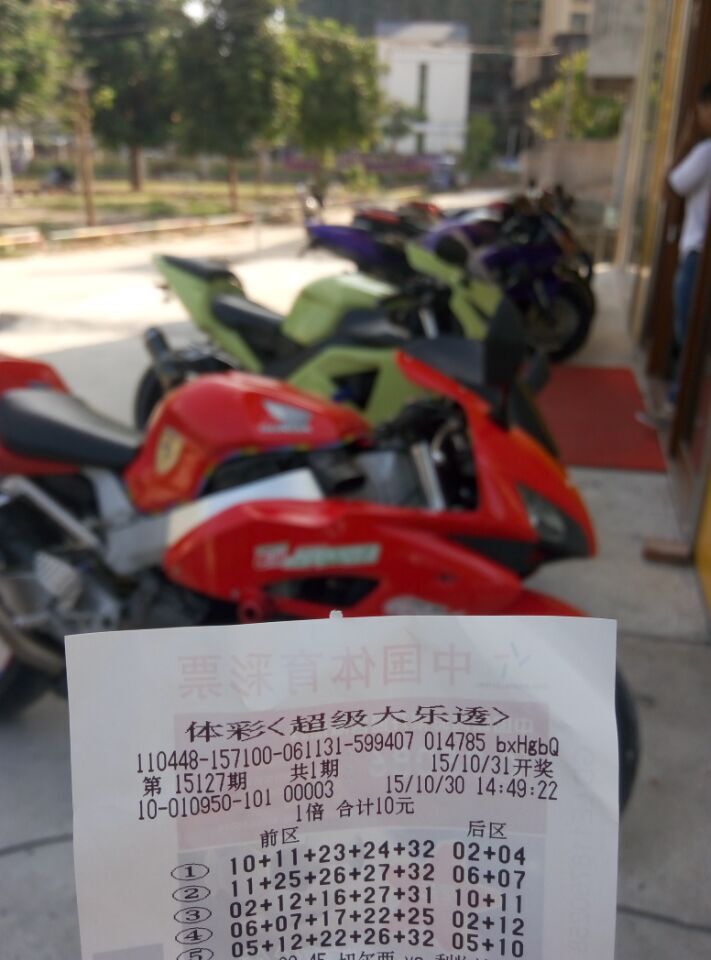 HONDA
中国体育彩票
体彩<超级大乐透>
110448-157100-061131-599407 014785 bxHgbQ
第 15127期 共1期 15/10/31开奖
10-010950-101 00003 15/10/30 14:49:22
1倍 合计10元
前区 后区
① 10+11+23+24+32 02+04
② 11+25+26+27+32 06+07
③ 02+12+16+27+31 10+11
④ 06+07+17+22+25 02+12
⑤ 05+12+22+26+32 05+10